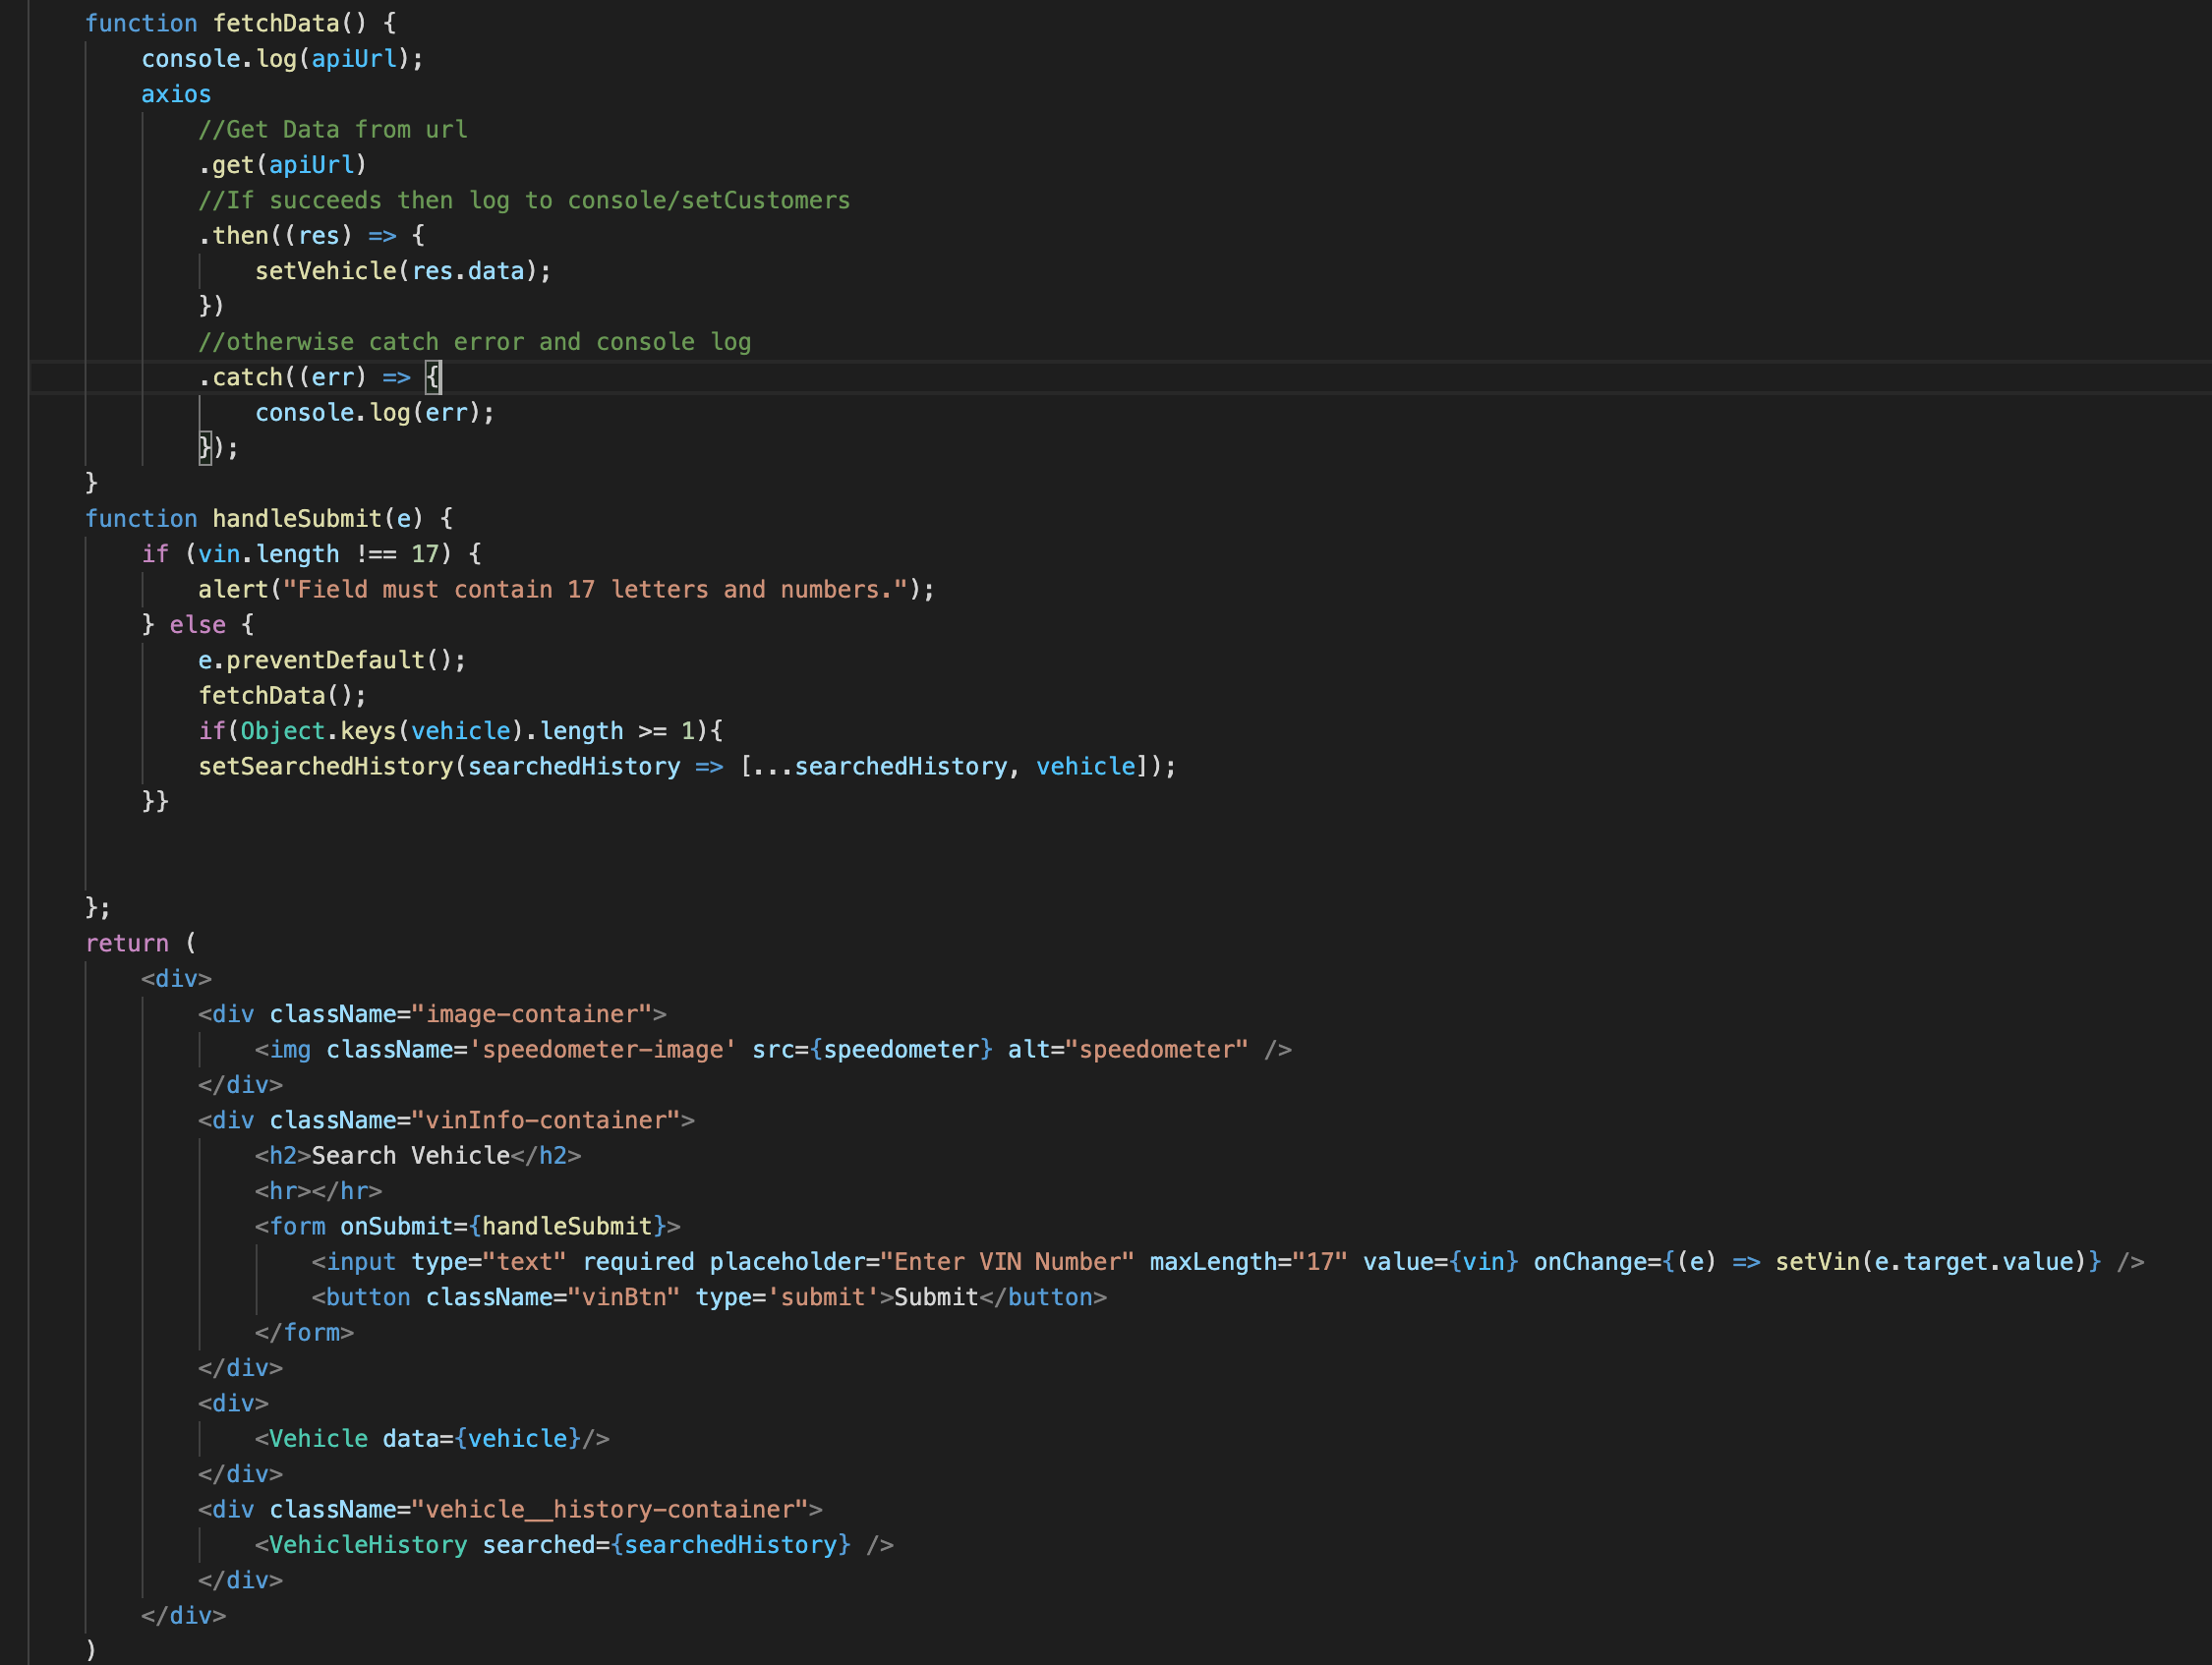 function fetchData() {
    console.log(apiUrl);
    axios
        //Get Data from url
        .get(apiUrl)
        //If succeeds then log to console/setCustomers
        .then((res) => {
            setVehicle(res.data);
        })
        //otherwise catch error and console log
        .catch((err) => {
            console.log(err);
        });
}
function handleSubmit(e) {
    if (vin.length !== 17) {
        alert("Field must contain 17 letters and numbers.");
    } else {
        e.preventDefault();
        fetchData();
        if(Object.keys(vehicle).length >= 1){
        setSearchedHistory(searchedHistory => [...searchedHistory, vehicle]);
    }}
};
return (
    <div>
        <div className="image-container">
            <img className='speedometer-image' src={speedometer} alt="speedometer" />
        </div>
        <div className="vinInfo-container">
            <h2>Search Vehicle</h2>
            <hr></hr>
            <form onSubmit={handleSubmit}>
                <input type="text" required placeholder="Enter VIN Number" maxLength="17" value={vin} onChange={(e) => setVin(e.target.value)} />
                <button className="vinBtn" type='submit'>Submit</button>
            </form>
        </div>
        <div>
            <Vehicle data={vehicle}/>
        </div>
        <div className="vehicle__history-container">
            <VehicleHistory searched={searchedHistory} />
        </div>
    </div>
)